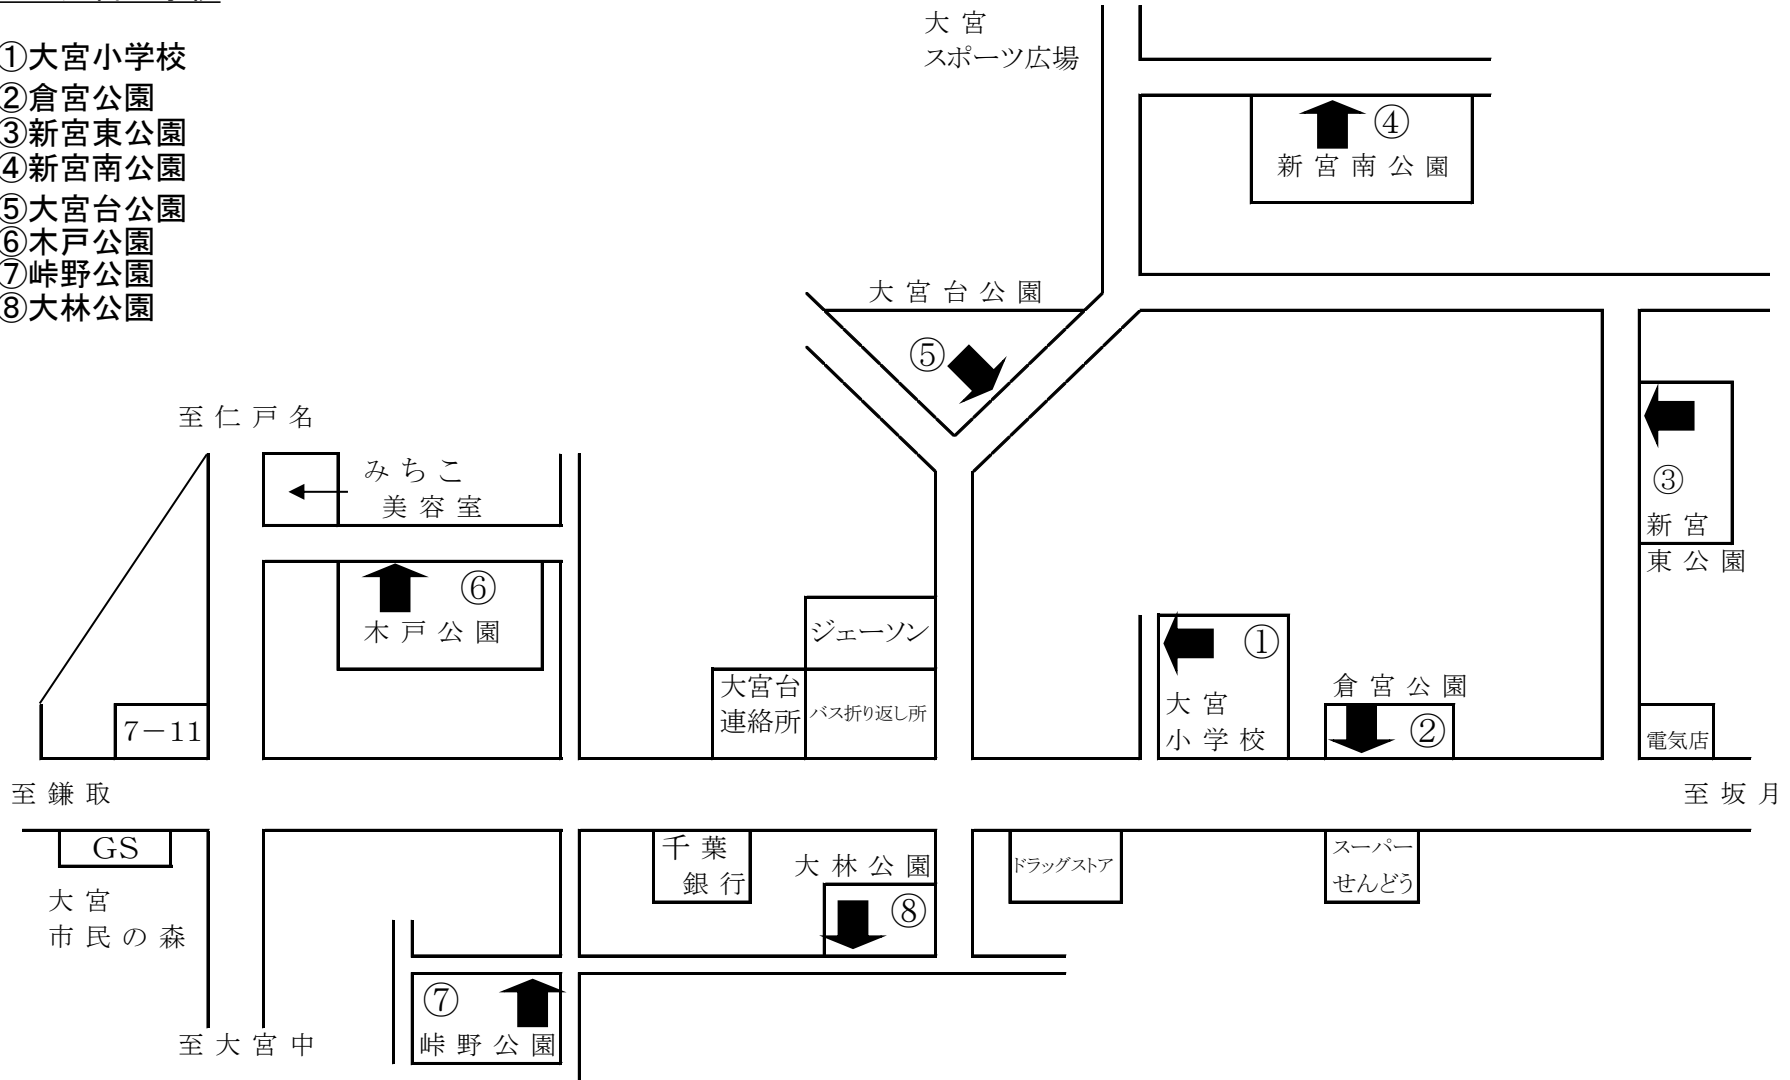 ①大宮小学校
②倉宮公園
③新宮東公園
④新宮南公園
⑤大宮台公園
⑥木戸公園
⑦峠野公園
⑧大林公園
大宮
スポーツ広場
④
新宮南公園
大宮台公園
⑤
至仁戸名
みちこ
美容室
③
新宮
東公園
⑥
木戸公園
ジェーソン
①
大宮
小学校
倉宮公園
②
大宮台
連絡所
バス折り返し所
7-11
電気店
至鎌取
至坂月
GS
千葉
銀行
大林公園
⑧
ドラッグストア
スーパー
せんどう
大宮
市民の森
⑦
峠野公園
至大宮中